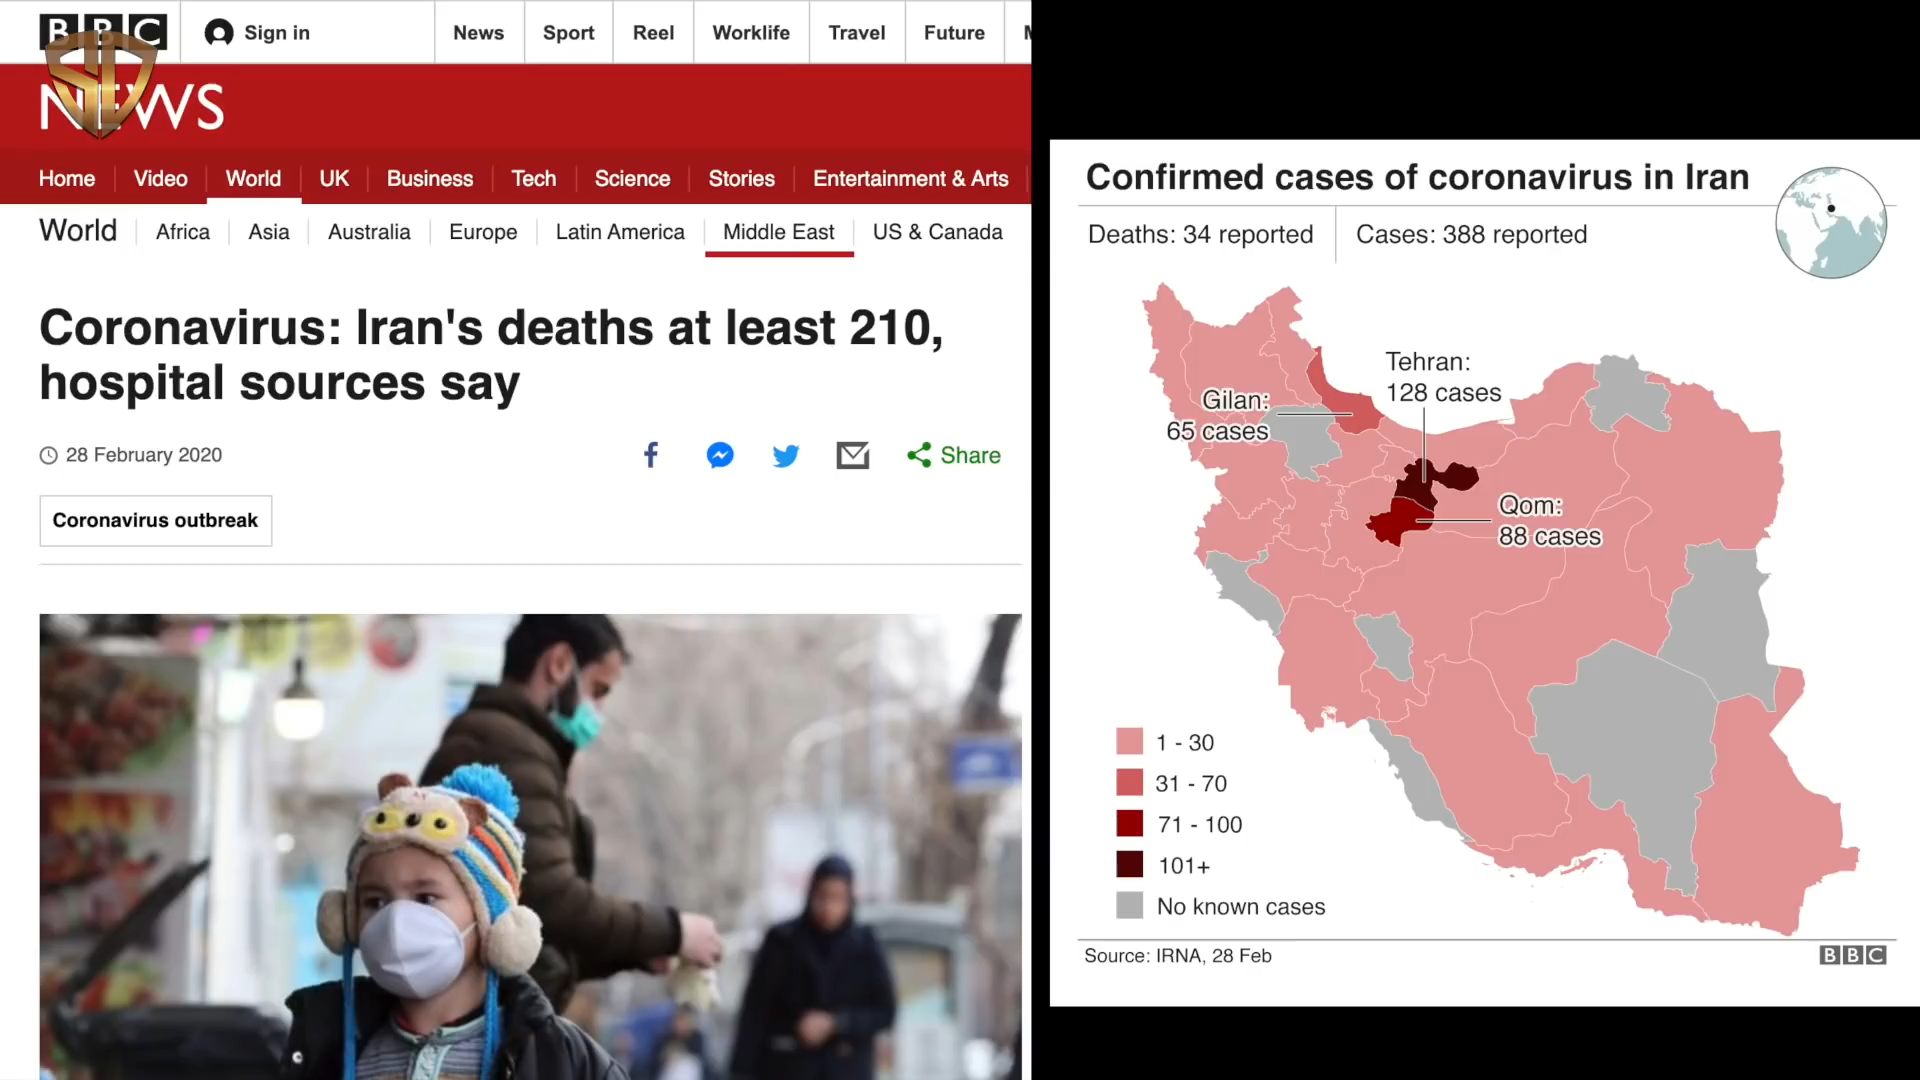 BBC
Sign in
News
Sport
Reel
Worklife
Travel
Future
NEWS
Home
Video
World
UK
Business
Tech
Science
Stories
Entertainment & Arts
World
Africa
Asia
Australia
Europe
Latin America
Middle East
US & Canada
Coronavirus: Iran's deaths at least 210,
hospital sources say
28 February 2020
Share
Coronavirus outbreak
Confirmed cases of coronavirus in Iran
Deaths: 34 reported
Cases: 388 reported
Tehran:
128 cases
Gilan:
65 cases
Qom:
88 cases
1 - 30
31 - 70
71 - 100
101+
No known cases
Source: IRNA, 28 Feb
BBC